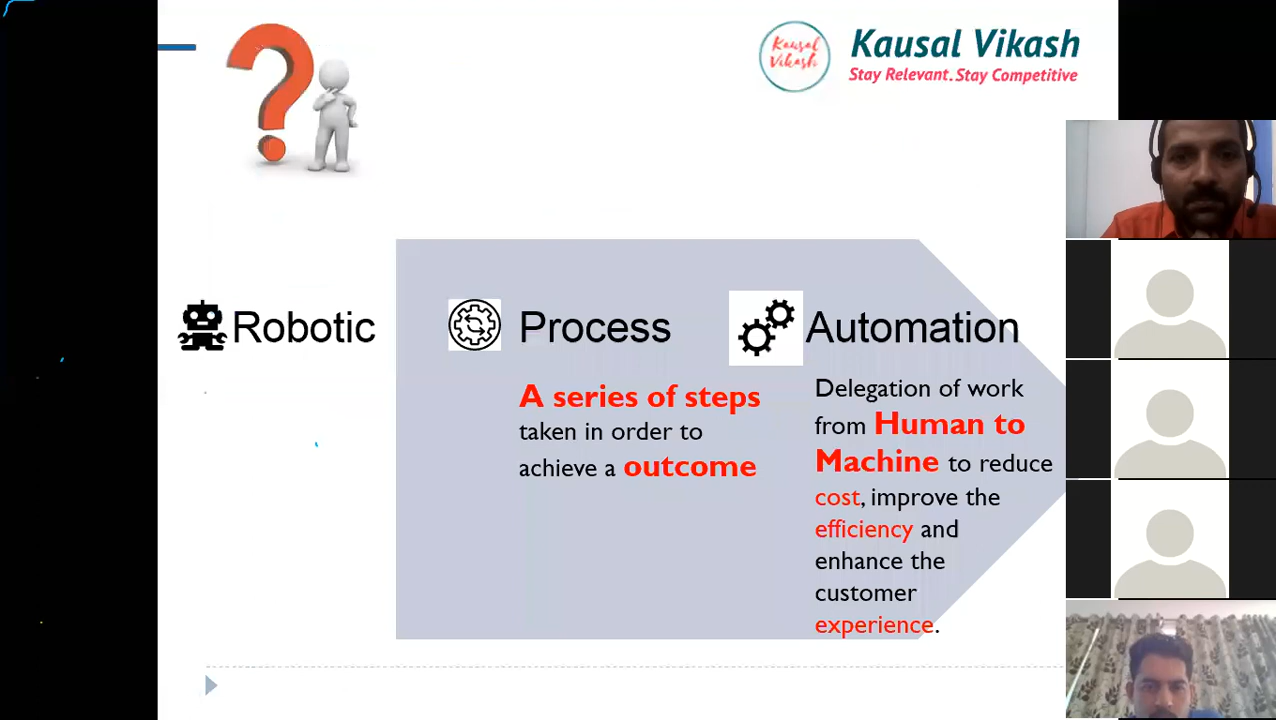 Kausal
Vikash
Kausal Vikash
Stay Relevant. Stay Competitive
Robotic
Process
Automation
A series of steps
taken in order to
achieve a outcome
Delegation of work
from Human to
Machine to reduce
cost, improve the
efficiency and
enhance the
customer
experience.